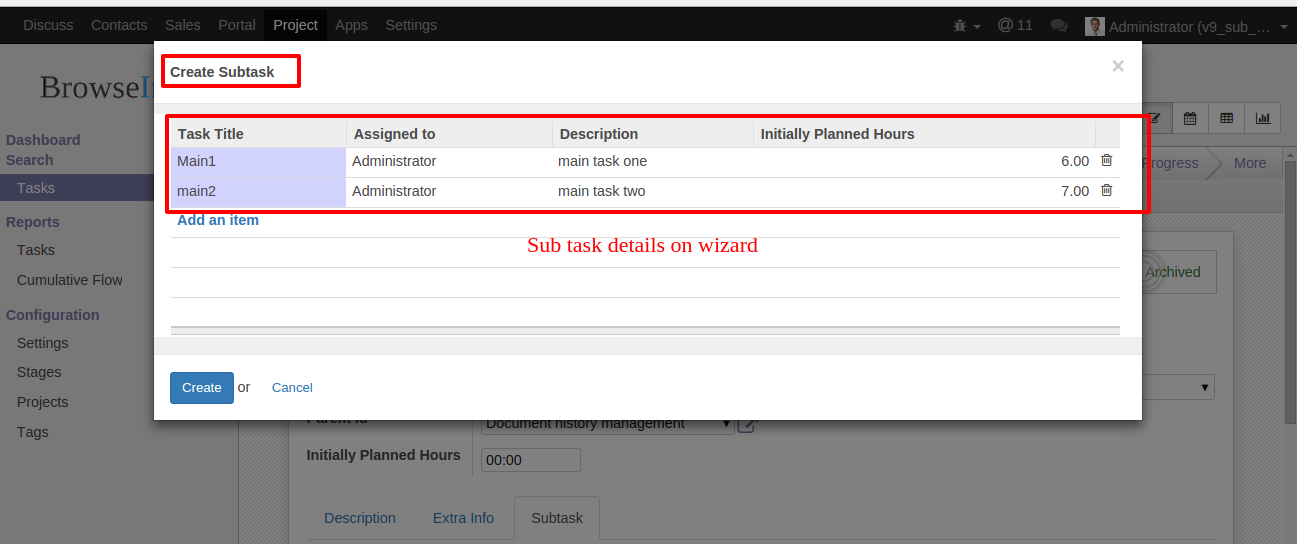 Discuss Contacts Sales Portal Project Apps Settings @ 11 Administrator (v9_sub_...
Create Subtask ×
BrowseI
Task Title Assigned to Description Initially Planned Hours
Main1 Administrator main task one 6.00
main2 Administrator main task two 7.00
Add an item
Sub task details on wizard
Create or Cancel
Dashboard
Search
Tasks
Reports
Tasks
Cumulative Flow
Configuration
Settings
Stages
Projects
Tags
rogress More
Archived
Parent Id Document history management
Initially Planned Hours 00:00
Description Extra Info Subtask